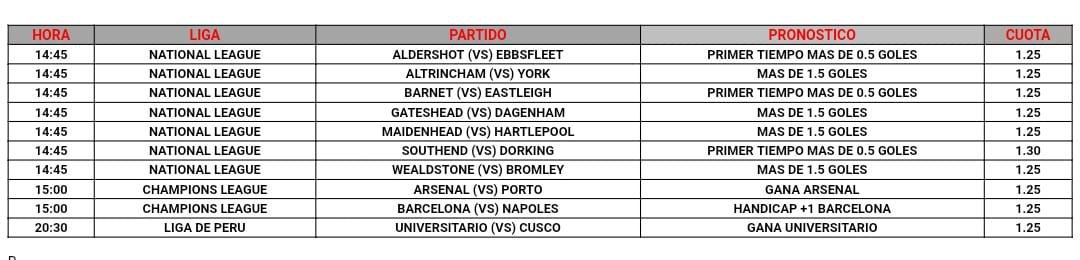 HORA LIGA PARTIDO PRONOSTICO CUOTA
14:45 NATIONAL LEAGUE ALDERSHOT (VS) EBBSFLEET PRIMER TIEMPO MAS DE 0.5 GOLES 1.25
14:45 NATIONAL LEAGUE ALTRINCHAM (VS) YORK MAS DE 1.5 GOLES 1.25
14:45 NATIONAL LEAGUE BARNET (VS) EASTLEIGH PRIMER TIEMPO MAS DE 0.5 GOLES 1.25
14:45 NATIONAL LEAGUE GATESHEAD (VS) DAGENHAM MAS DE 1.5 GOLES 1.25
14:45 NATIONAL LEAGUE MAIDENHEAD (VS) HARTLEPOOL MAS DE 1.5 GOLES 1.25
14:45 NATIONAL LEAGUE SOUTHEND (VS) DORKING PRIMER TIEMPO MAS DE 0.5 GOLES 1.30
14:45 NATIONAL LEAGUE WEALDSTONE (VS) BROMLEY MAS DE 1.5 GOLES 1.25
15:00 CHAMPIONS LEAGUE ARSENAL (VS) PORTO GANA ARSENAL 1.25
15:00 CHAMPIONS LEAGUE BARCELONA (VS) NAPOLES HANDICAP +1 BARCELONA 1.25
20:30 LIGA DE PERU UNIVERSITARIO (VS) CUSCO GANA UNIVERSITARIO 1.25